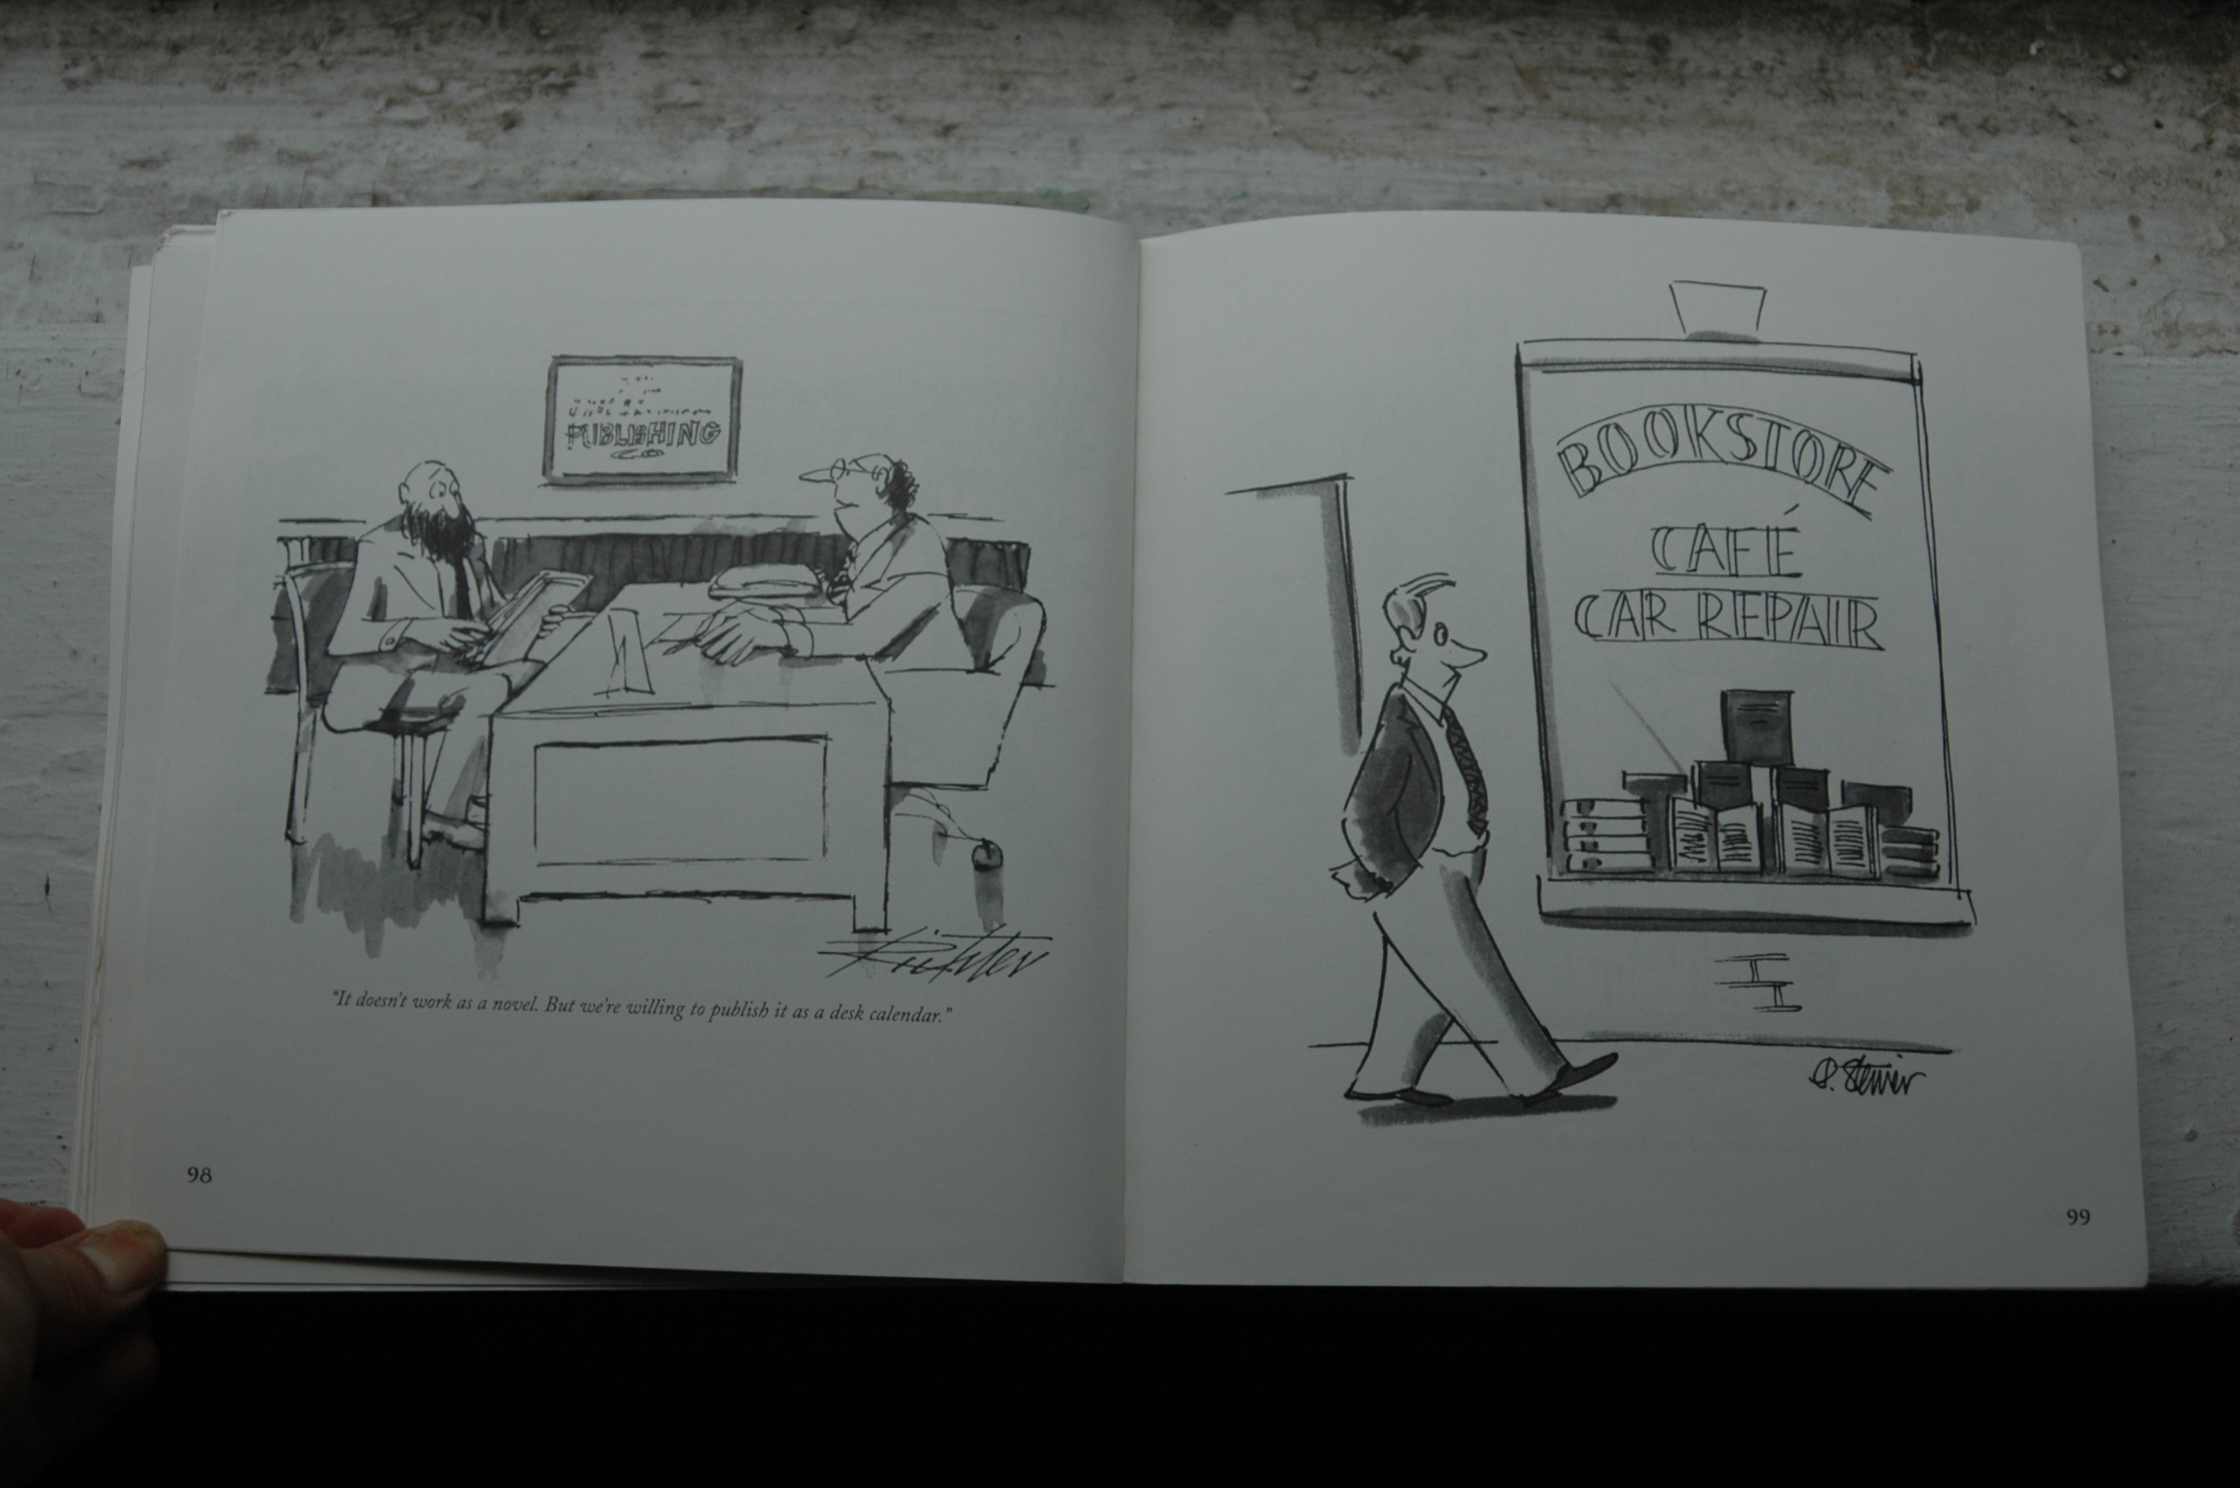 PUBLISHING
CO
Richter
"It doesn't work as a novel. But we're willing to publish it as a desk calendar."
98
BOOKSTORE
CAFÉ
CAR REPAIR
P. Steiner
99